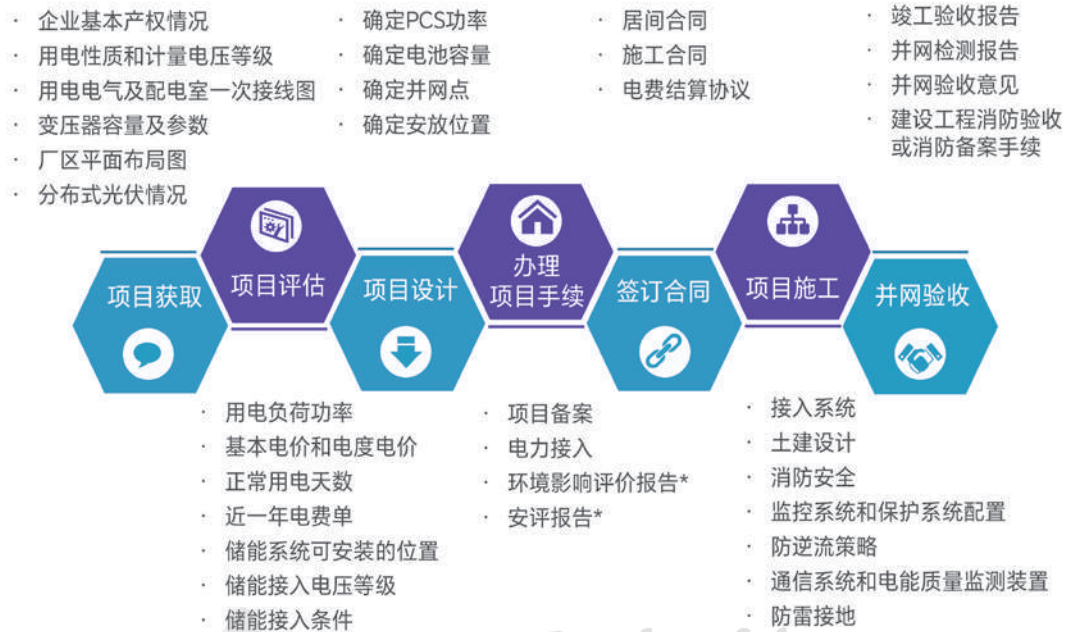 · 企业基本产权情况
· 用电性质和计量电压等级
· 用电电气及配电室一次接线图
· 变压器容量及参数
· 厂区平面布局图
· 分布式光伏情况
· 确定PCS功率
· 确定电池容量
· 确定并网点
· 确定安放位置
· 居间合同
· 施工合同
· 电费结算协议
· 竣工验收报告
· 并网检测报告
· 并网验收意见
· 建设工程消防验收
或消防备案手续
项目获取
项目评估
项目设计
办理
项目手续
签订合同
项目施工
并网验收
· 用电负荷功率
· 基本电价和电度电价
· 正常用电天数
· 近一年电费单
· 储能系统可安装的位置
· 储能接入电压等级
· 储能接入条件
· 项目备案
· 电力接入
· 环境影响评价报告*
· 安评报告*
· 接入系统
· 土建设计
· 消防安全
· 监控系统和保护系统配置
· 防逆流策略
· 通信系统和电能质量监测装置
· 防雷接地